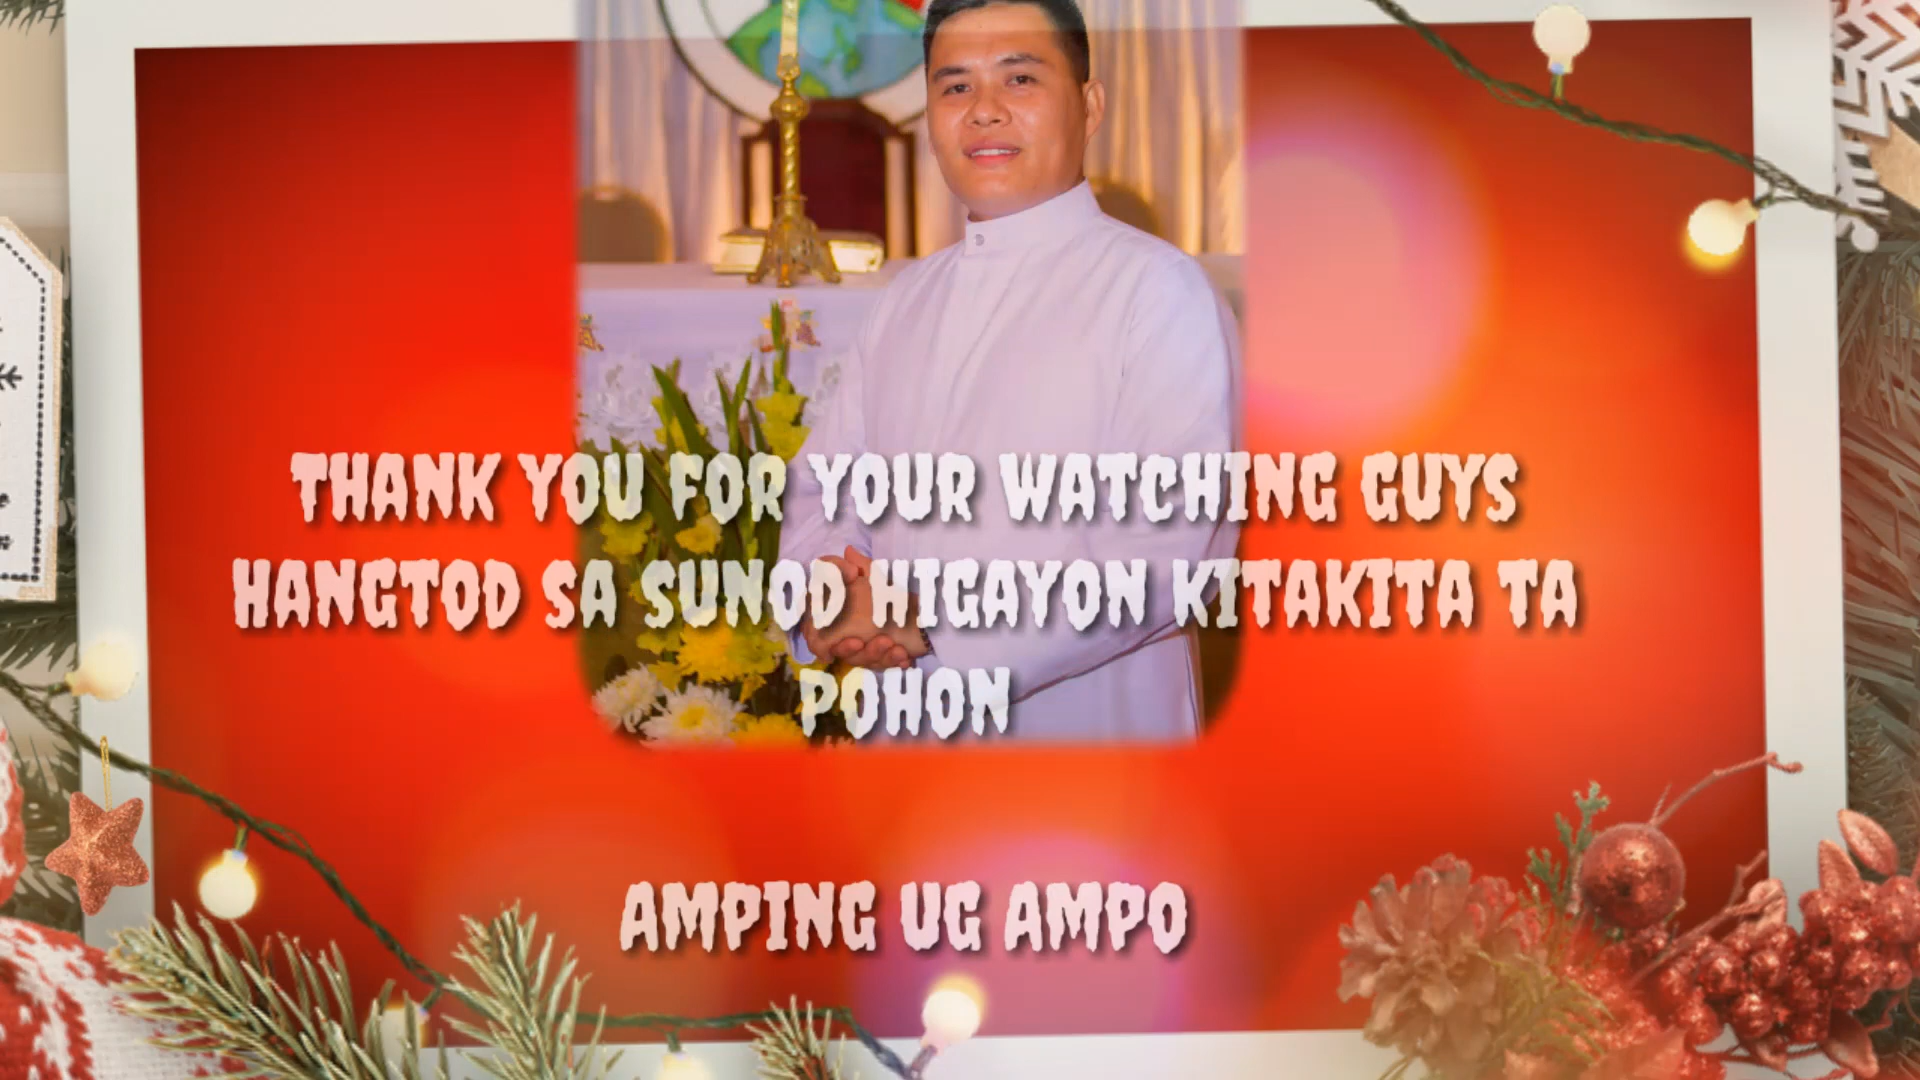 THANK YOU FOR YOUR WATCHING GUYS
HANGTOD SA SUNOD HIGAYON KITAKITA TA
POHON
AMPING UG AMPO